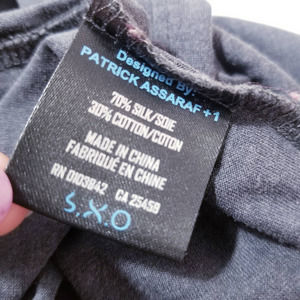 Designed By:
PATRICK ASSARAF +1
70% SILK/SOIE
30% COTTON/COTON
MADE IN CHINA
FABRIQUÉ EN CHINE
RN 0103842 CA 25459
S.X.O